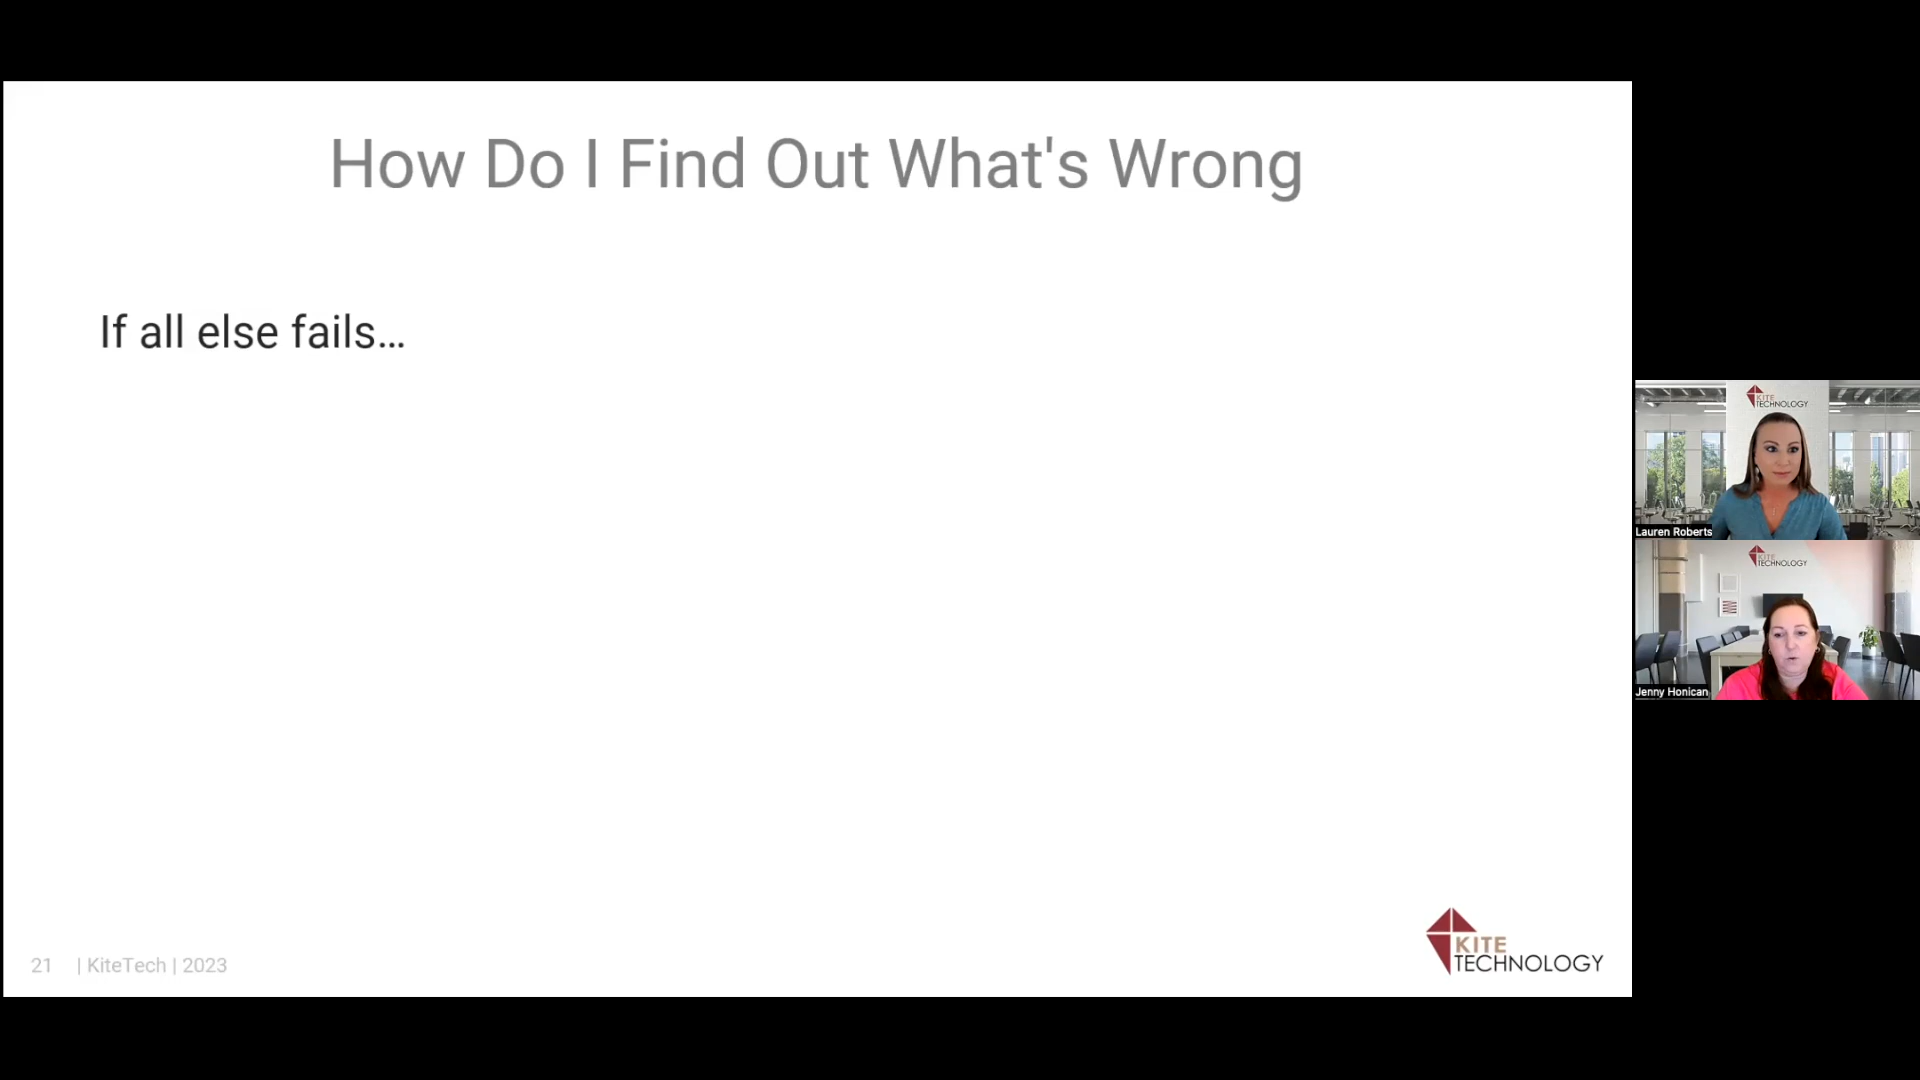 How Do I Find Out What's Wrong
If all else fails...
21 | KiteTech | 2023
KITE
TECHNOLOGY
KITE
TECHNOLOGY
Lauren Roberts
KITE
TECHNOLOGY
Jenny Honican